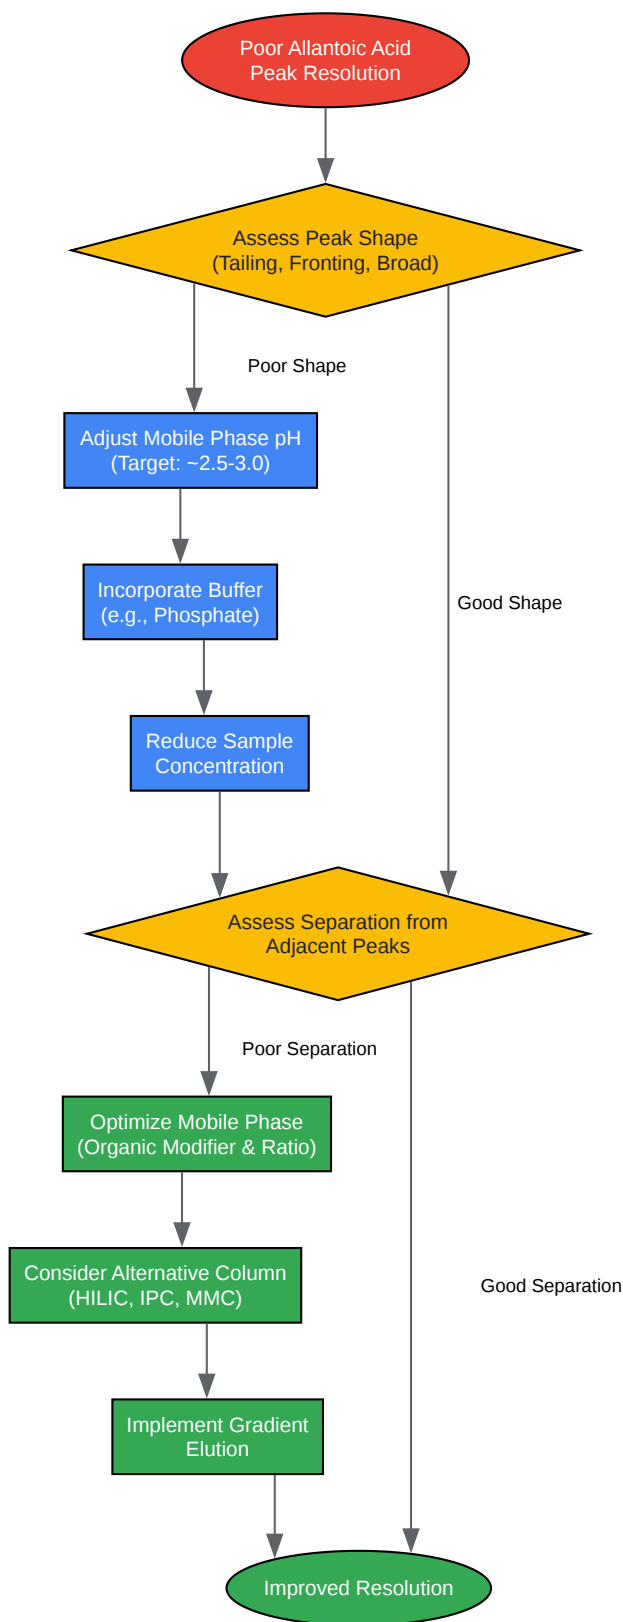 Poor Allantoic Acid
Peak Resolution
Assess Peak Shape
(Tailing, Fronting, Broad)
Poor Shape
Adjust Mobile Phase pH
(Target: ~2.5-3.0)
Incorporate Buffer
(e.g., Phosphate)
Good Shape
Reduce Sample
Concentration
Assess Separation from
Adjacent Peaks
Poor Separation
Optimize Mobile Phase
(Organic Modifier & Ratio)
Consider Alternative Column
(HILIC, IPC, MMC)
Good Separation
Implement Gradient
Elution
Improved Resolution